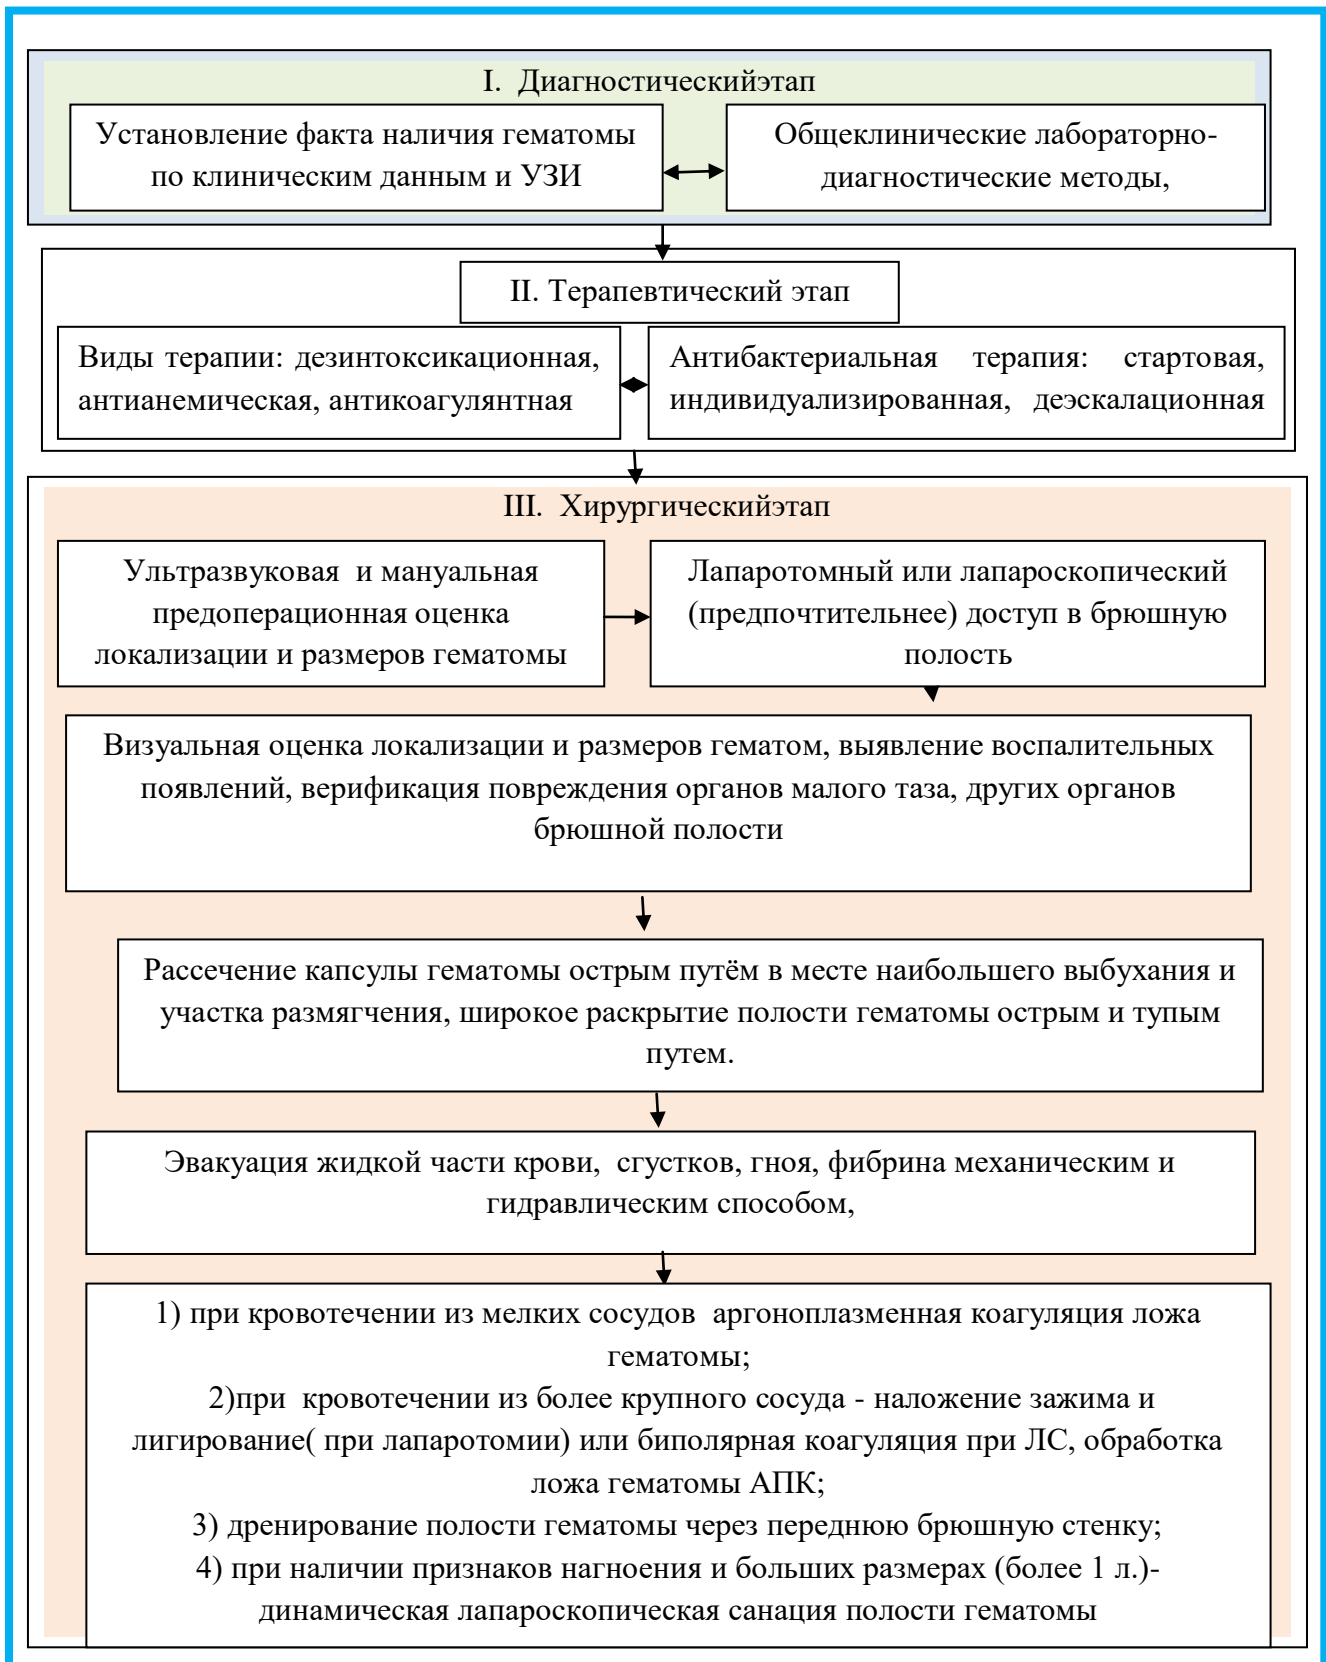 I. Диагностическийэтап
Установление факта наличия гематомы
по клиническим данным и УЗИ
Общеклинические лабораторно-
диагностические методы,
II. Терапевтический этап
Виды терапии: дезинтоксикационная,
антианемическая, антикоагулянтная
Антибактериальная терапия: стартовая,
индивидуализированная, деэскалационная
III. Хирургическийэтап
Ультразвуковая и мануальная
предоперационная оценка
локализации и размеров гематомы
Лапаротомный или лапароскопический
(предпочтительнее) доступ в брюшную
полость
Визуальная оценка локализации и размеров гематом, выявление воспалительных
появлений, верификация повреждения органов малого таза, других органов
брюшной полости
Рассечение капсулы гематомы острым путём в месте наибольшего выбухания и
участка размягчения, широкое раскрытие полости гематомы острым и тупым
путем.
Эвакуация жидкой части крови, сгустков, гноя, фибрина механическим и
гидравлическим способом,
1) при кровотечении из мелких сосудов аргоноплазменная коагуляция ложа
гематомы;
2)при кровотечении из более крупного сосуда - наложение зажима и
лигирование( при лапаротомии) или биполярная коагуляция при ЛС, обработка
ложа гематомы АПК;
3) дренирование полости гематомы через переднюю брюшную стенку;
4) при наличии признаков нагноения и больших размерах (более 1 л.)-
динамическая лапароскопическая санация полости гематомы